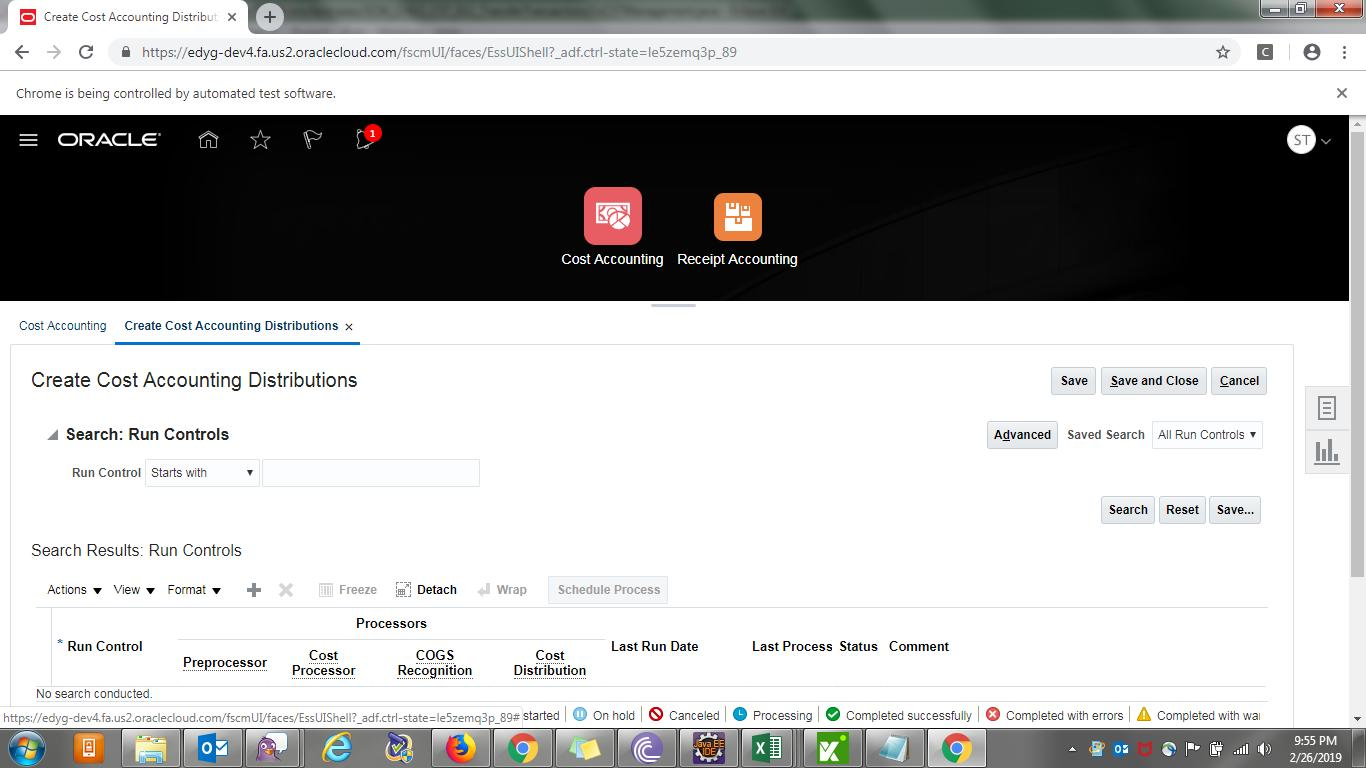 Create Cost Accounting Distribut
https://edyg-dev4.fa.us2.oraclecloud.com/fscmUI/faces/EssUIShell?_adf.ctrl-state=le5zemq3p_89
C
Chrome is being controlled by automated test software.
ORACLE
1
ST
Cost Accounting
Receipt Accounting
Cost Accounting
Create Cost Accounting Distributions
Create Cost Accounting Distributions
Save
Save and Close
Cancel
Search: Run Controls
Advanced
Saved Search
All Run Controls
Run Control
Starts with
Search
Reset
Save...
Search Results: Run Controls
Actions
View
Format
Freeze
Detach
Wrap
Schedule Process
* Run Control
Processors
Preprocessor
Cost
Processor
COGS
Recognition
Cost
Distribution
Last Run Date
Last Process
Status
Comment
No search conducted.
https://edyg-dev4.fa.us2.oraclecloud.com/fscmUI/faces/EssUIShell?_adf.ctrl-state=le5zemq3p_89#
started
On hold
Canceled
Processing
Completed successfully
Completed with errors
Completed with wa
Java EE
IDE
9:55 PM
2/26/2019